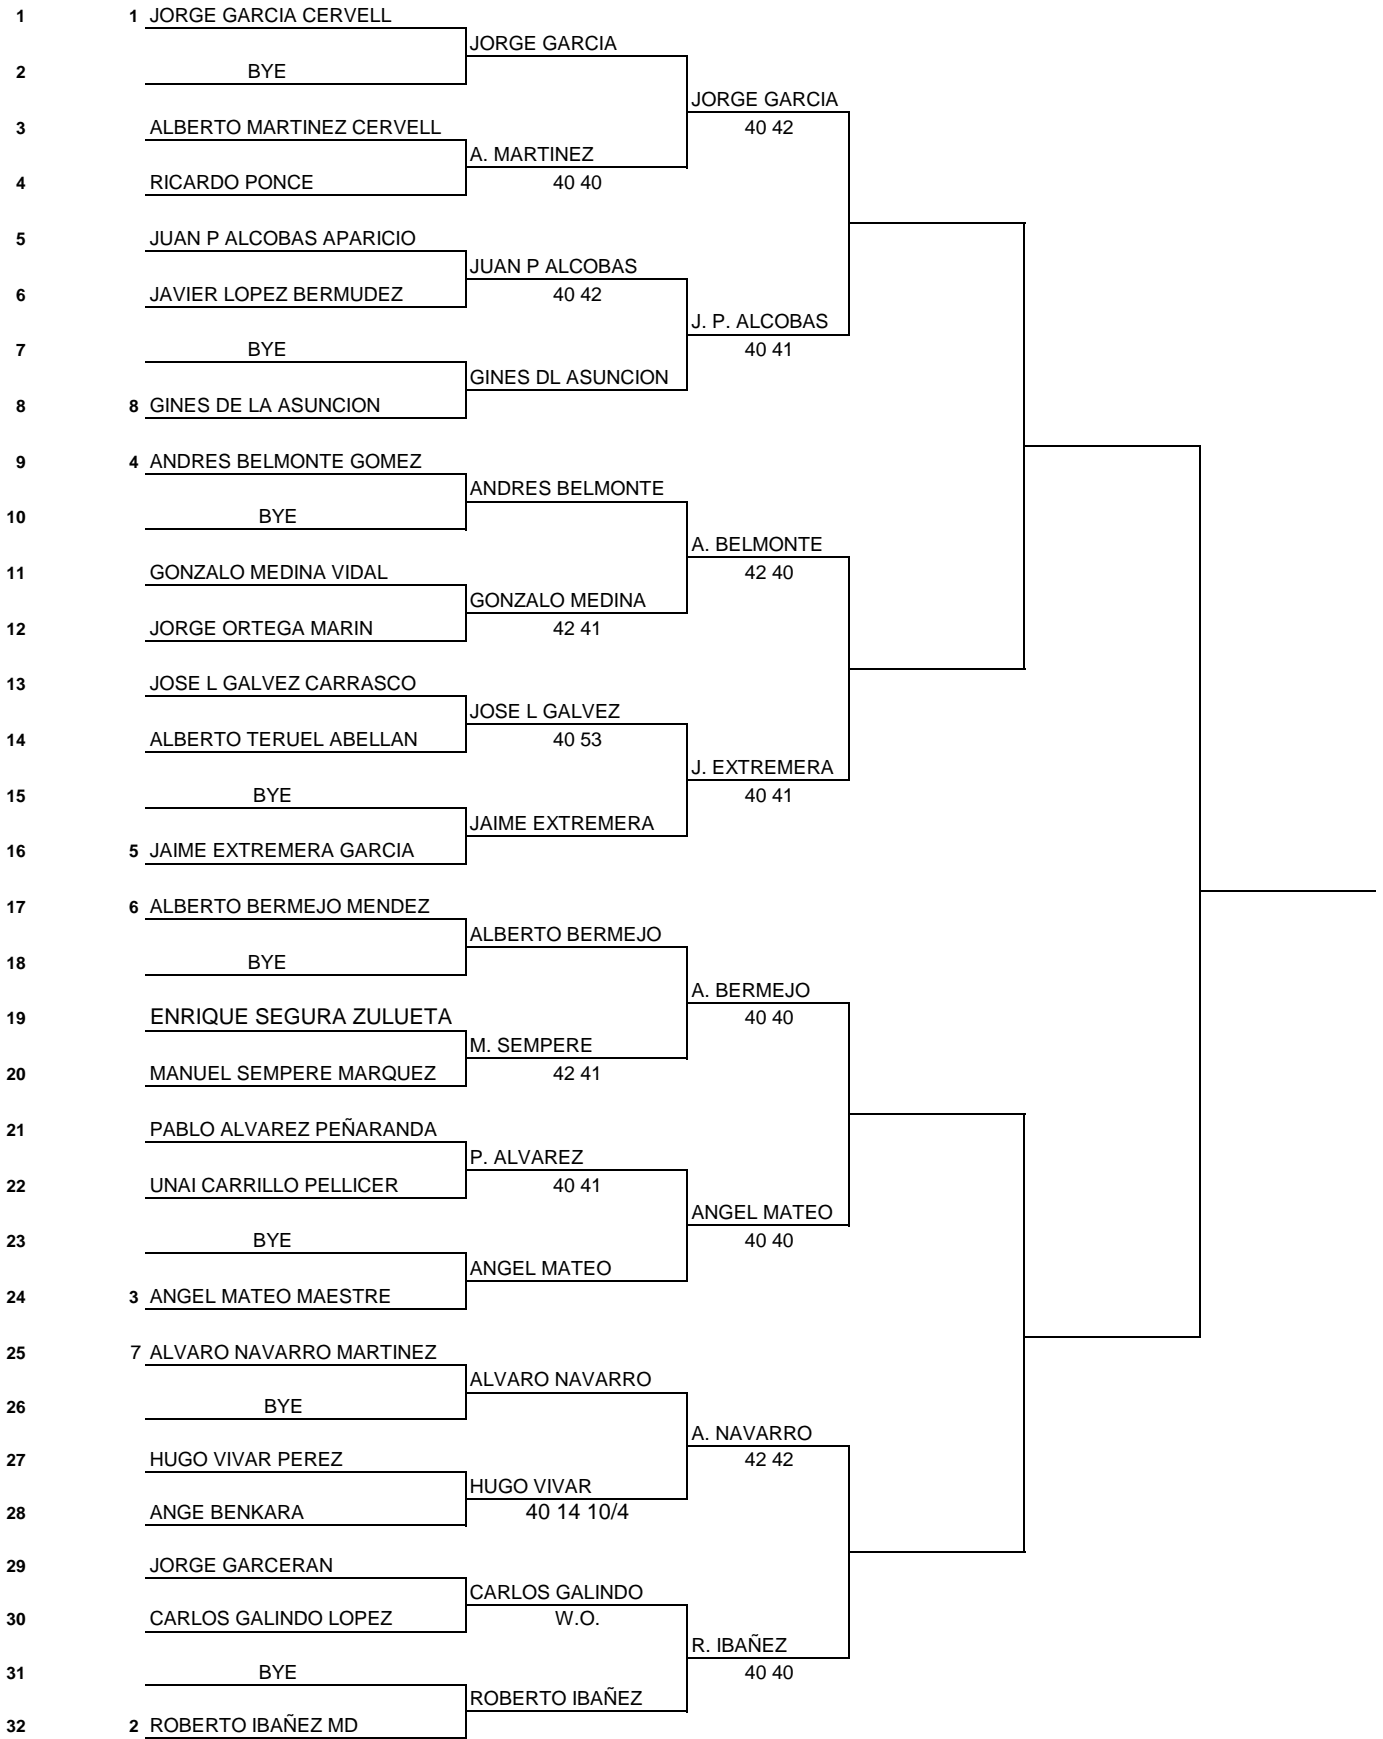 1 1 JORGE GARCIA CERVELL
JORGE GARCIA
2 BYE
JORGE GARCIA
3 ALBERTO MARTINEZ CERVELL 40 42
A. MARTINEZ
4 RICARDO PONCE 40 40
5 JUAN P ALCOBAS APARICIO
JUAN P ALCOBAS
6 JAVIER LOPEZ BERMUDEZ 40 42
J. P. ALCOBAS
7 BYE 40 41
GINES DL ASUNCION
8 8 GINES DE LA ASUNCION
9 4 ANDRES BELMONTE GOMEZ
ANDRES BELMONTE
10 BYE
A. BELMONTE
11 GONZALO MEDINA VIDAL 42 40
GONZALO MEDINA
12 JORGE ORTEGA MARIN 42 41
13 JOSE L GALVEZ CARRASCO
JOSE L GALVEZ
14 ALBERTO TERUEL ABELLAN 40 53
J. EXTREMERA
15 BYE 40 41
JAIME EXTREMERA
16 5 JAIME EXTREMERA GARCIA
17 6 ALBERTO BERMEJO MENDEZ
ALBERTO BERMEJO
18 BYE
A. BERMEJO
19 ENRIQUE SEGURA ZULUETA 40 40
M. SEMPERE
20 MANUEL SEMPERE MARQUEZ 42 41
21 PABLO ALVAREZ PEÑARANDA
P. ALVAREZ
22 UNAI CARRILLO PELLICER 40 41
ANGEL MATEO
23 BYE 40 40
ANGEL MATEO
24 3 ANGEL MATEO MAESTRE
25 7 ALVARO NAVARRO MARTINEZ
ALVARO NAVARRO
26 BYE
A. NAVARRO
27 HUGO VIVAR PEREZ 42 42
HUGO VIVAR
28 ANGE BENKARA 40 14 10/4
29 JORGE GARCERAN
CARLOS GALINDO
30 CARLOS GALINDO LOPEZ W.O.
R. IBAÑEZ
31 BYE 40 40
ROBERTO IBAÑEZ
32 2 ROBERTO IBAÑEZ MD